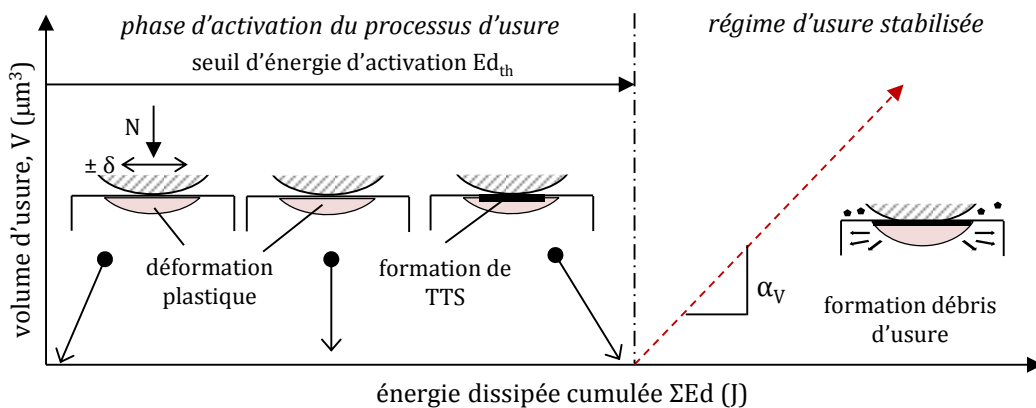 phase d'activation du processus d'usure
régime d'usure stabilisée
seuil d'énergie d'activation Ed_th
volume d'usure, V (µm³)
N
± δ
déformation
plastique
formation de
TTS
α_V
formation débris
d'usure
énergie dissipée cumulée ΣEd (J)